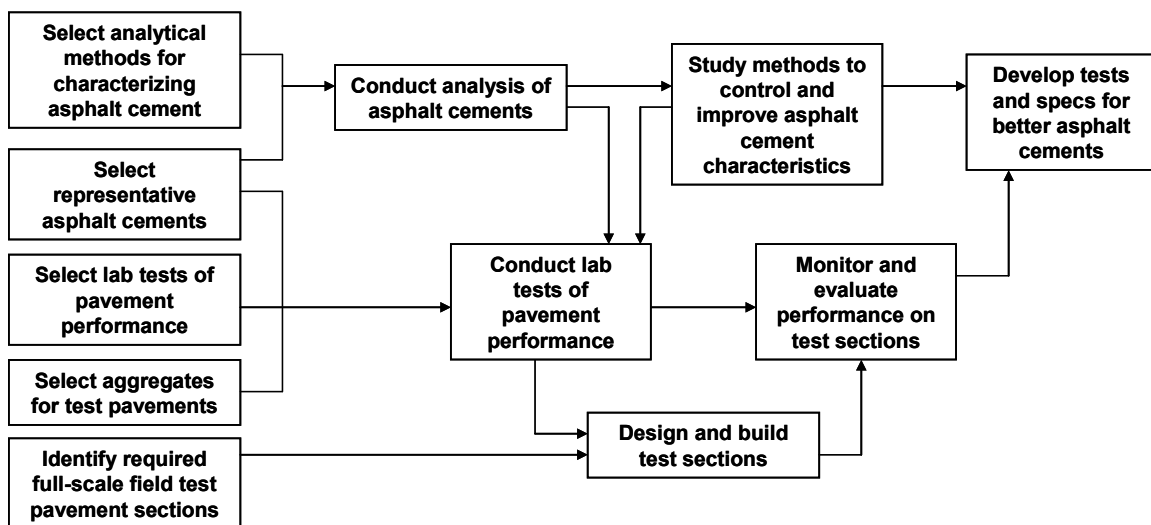 Select analytical
methods for
characterizing
asphalt cement
Select
representative
asphalt cements
Select lab tests of
pavement
performance
Select aggregates
for test pavements
Identify required
full-scale field test
pavement sections
Conduct analysis of
asphalt cements
Study methods to
control and
improve asphalt
cement
characteristics
Develop tests
and specs for
better asphalt
cements
Conduct lab
tests of
pavement
performance
Monitor and
evaluate
performance on
test sections
Design and build
test sections